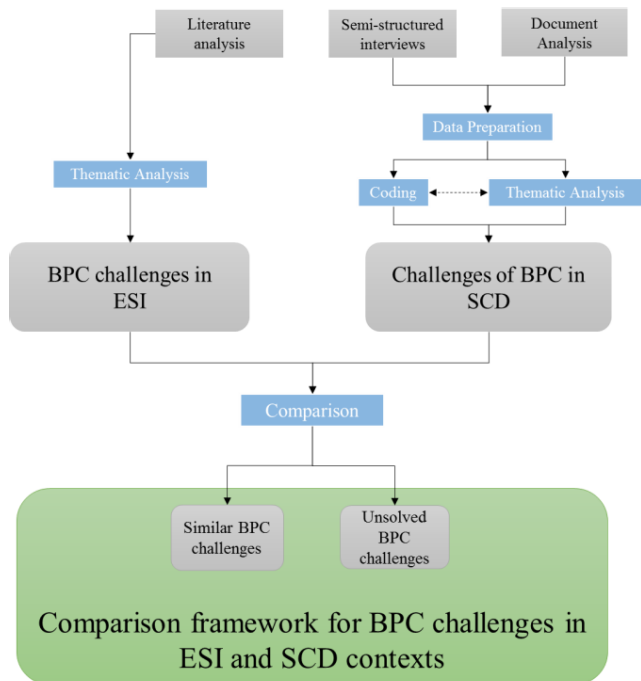 Literature
analysis
Semi-structured
interviews
Document
Analysis
Data Preparation
Thematic Analysis
Coding
Thematic Analysis
BPC challenges in
ESI
Challenges of BPC in
SCD
Comparison
Similar BPC
challenges
Unsolved
BPC
challenges
Comparison framework for BPC challenges in
ESI and SCD contexts